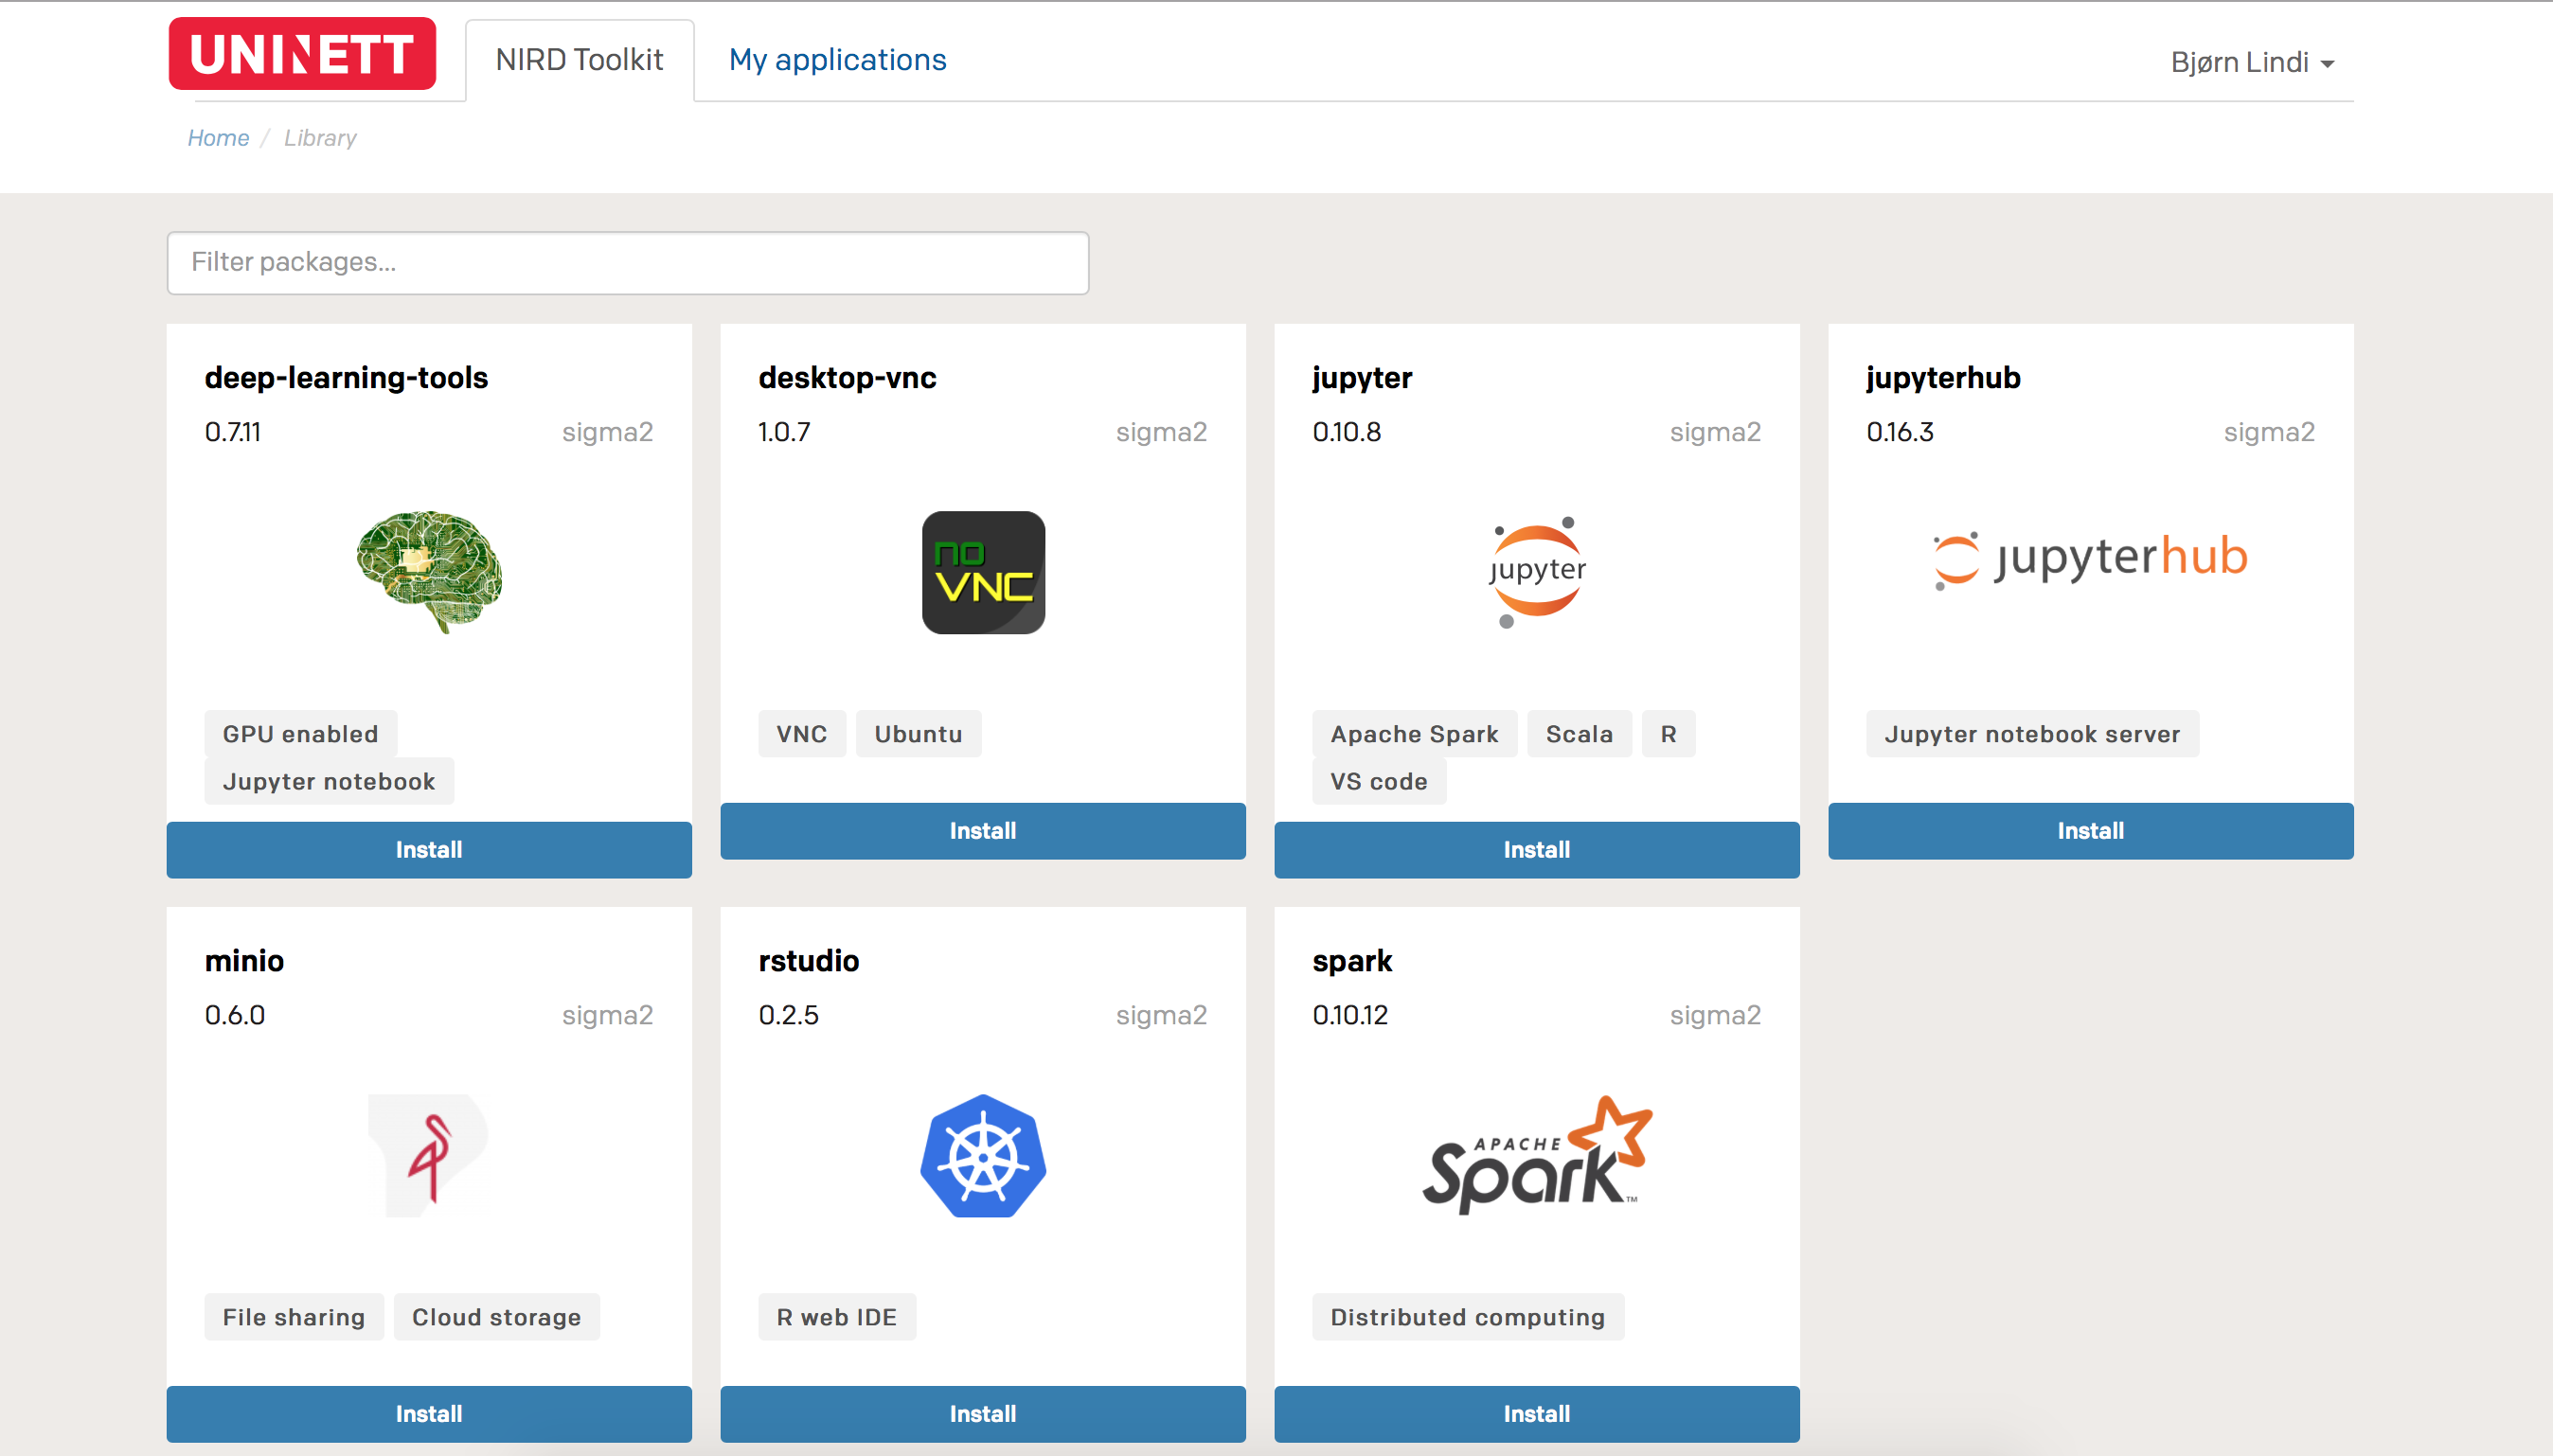 UNINETT
NIRD Toolkit
My applications
Bjørn Lindi
Home / Library
Filter packages...
deep-learning-tools
0.7.11 sigma2
GPU enabled
Jupyter notebook
Install
desktop-vnc
1.0.7 sigma2
no
VNC
VNC Ubuntu
Install
jupyter
0.10.8 sigma2
jupyter
Apache Spark Scala R
VS code
Install
jupyterhub
0.16.3 sigma2
jupyterhub
Jupyter notebook server
Install
minio
0.6.0 sigma2
File sharing Cloud storage
Install
rstudio
0.2.5 sigma2
R web IDE
Install
spark
0.10.12 sigma2
APACHE
Spark™
Distributed computing
Install